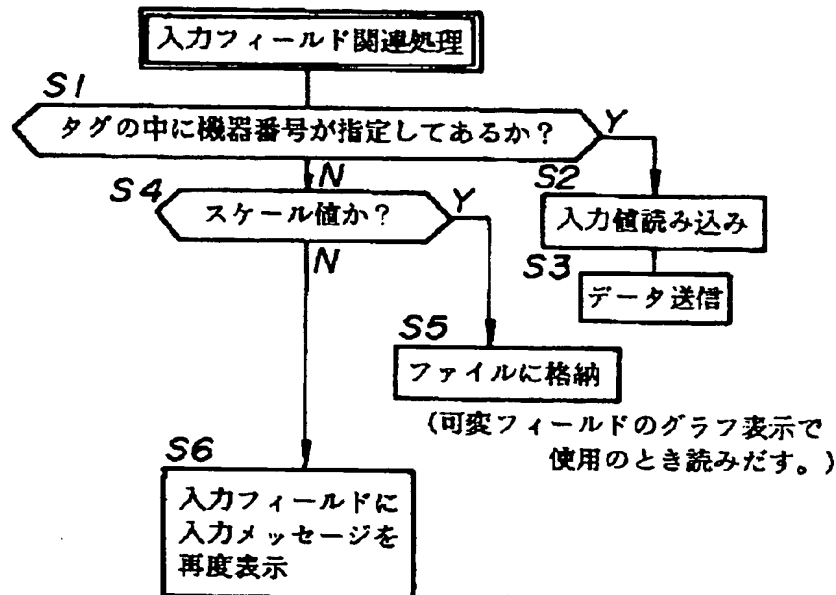 入力フィールド関連処理
S1
タグの中に機器番号が指定してあるか？
Y
N
S2
入力値読み込み
S3
データ送信
S4
スケール値か？
Y
N
S5
ファイルに格納
(可変フィールドのグラフ表示で
使用のとき読みだす。)
S6
入力フィールドに
入力メッセージを
再度表示